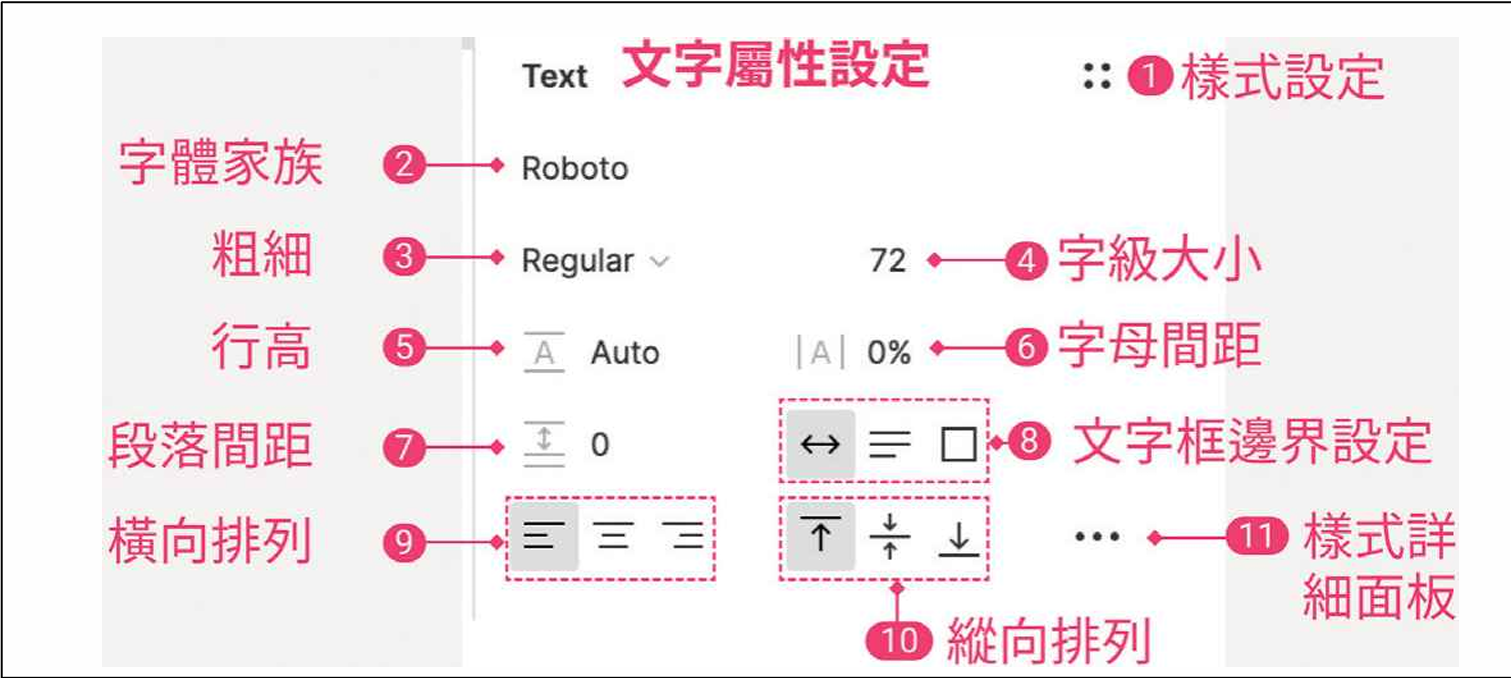 Text 文字屬性設定 1 樣式設定
字體家族 2 Roboto
粗細 3 Regular 72 4 字級大小
行高 5 A Auto |A| 0% 6 字母間距
段落間距 7 0 8 文字框邊界設定
橫向排列 9 11 樣式詳
細面板
10 縱向排列